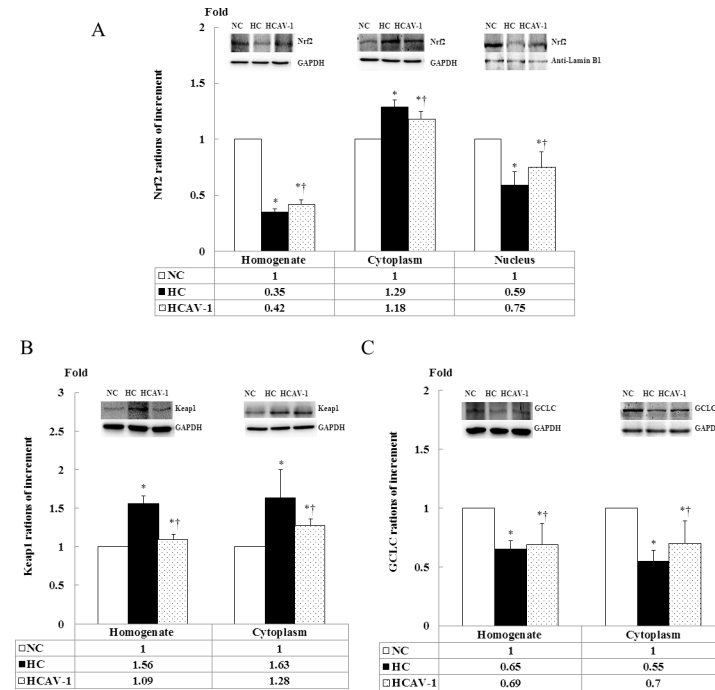 A
Fold
NC HC HCAV-1
Nrf2
GAPDH
NC HC HCAV-1
Nrf2
GAPDH
NC HC HCAV-1
Nrf2
Anti-Lamin B1
Nrf2 rations of increment
2
1.5
1
0.5
0
*
*†
*
*†
*
*†
Homogenate Cytoplasm Nucleus
NC 1 1 1
HC 0.35 1.29 0.59
HCAV-1 0.42 1.18 0.75
B
Fold
NC HC HCAV-1
Keap1
GAPDH
NC HC HCAV-1
Keap1
GAPDH
Keap1 rations of increment
3
2.5
2
1.5
1
0.5
0
*
*†
*
*†
Homogenate Cytoplasm
NC 1 1
HC 1.56 1.63
HCAV-1 1.09 1.28
C
Fold
NC HC HCAV-1
GCLC
GAPDH
NC HC HCAV-1
GCLC
GAPDH
GCLC rations of increment
2
1.5
1
0.5
0
*
*†
*
*†
Homogenate Cytoplasm
NC 1 1
HC 0.65 0.55
HCAV-1 0.69 0.7